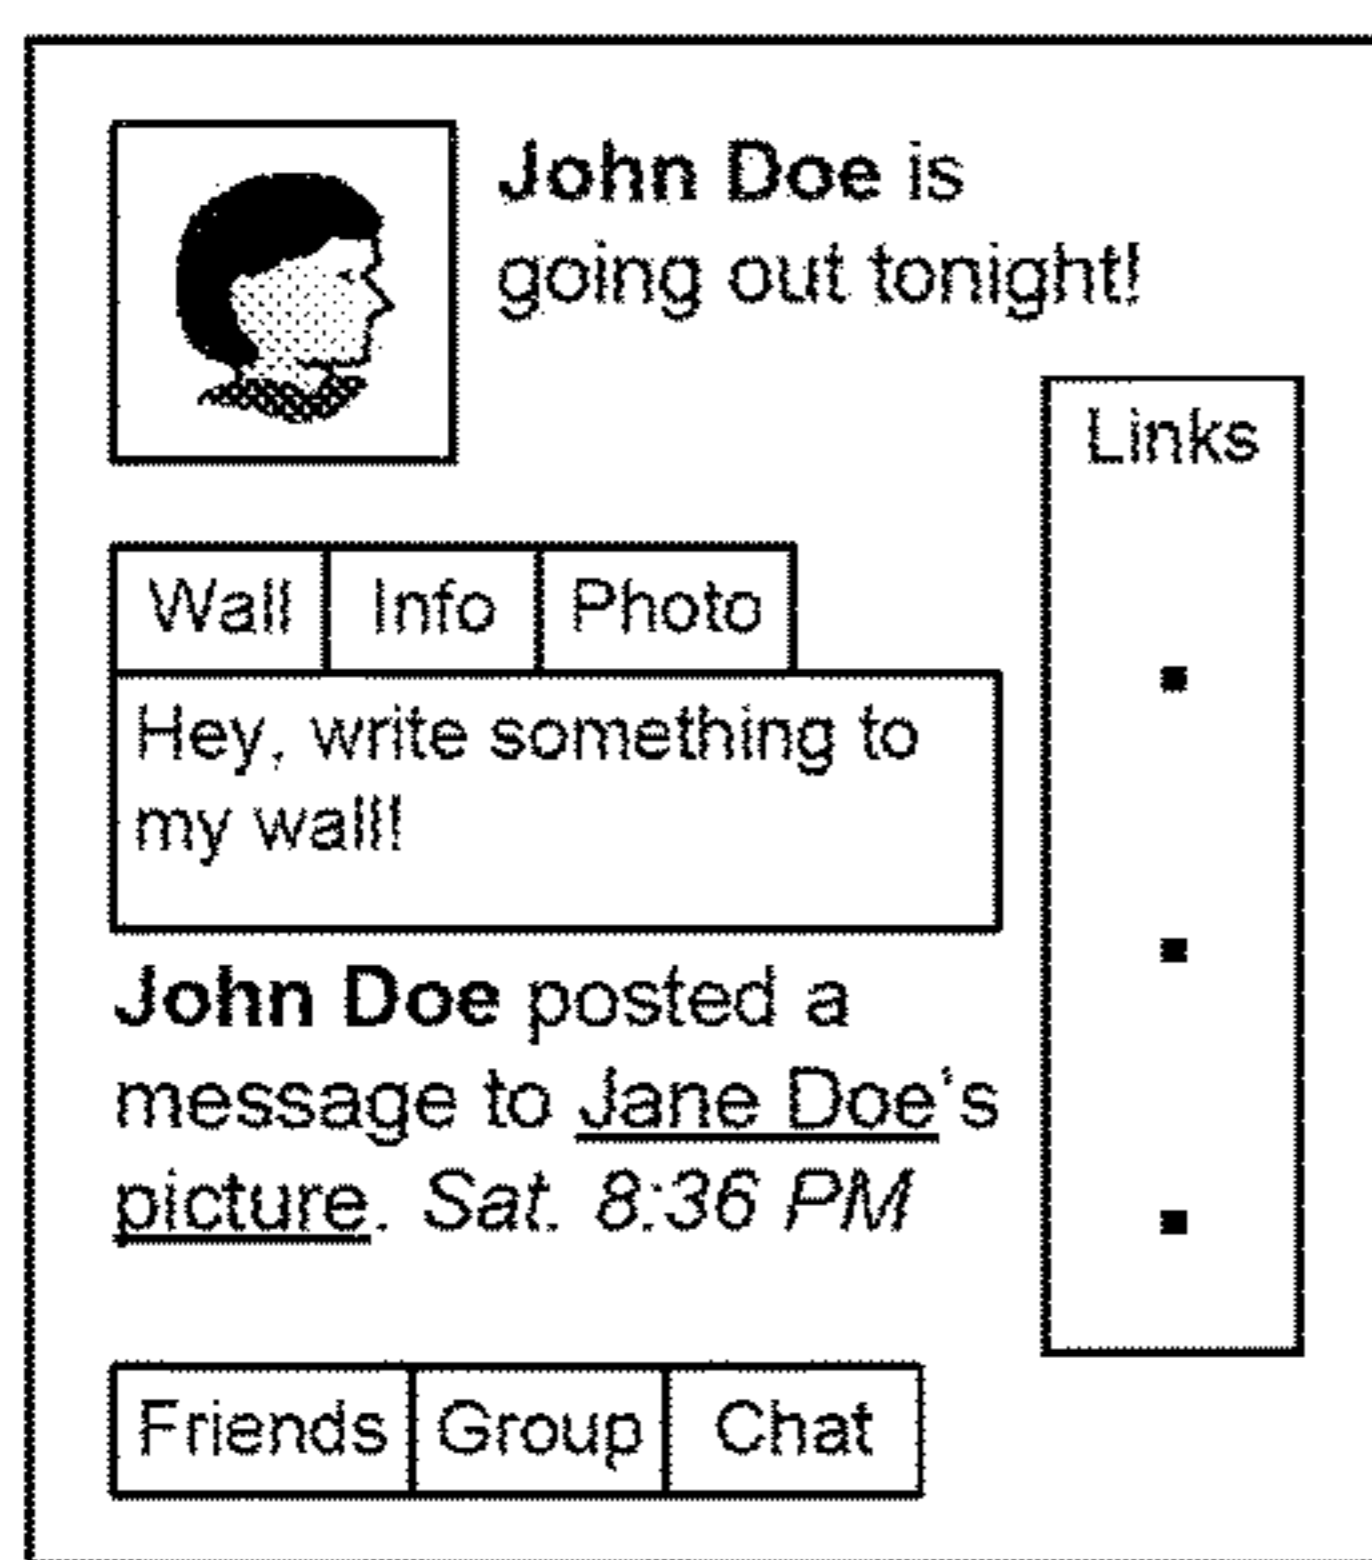 John Doe is
going out tonight!
Links
Wall Info Photo
Hey, write something to
my wall!
John Doe posted a
message to Jane Doe's
picture. Sat. 8:36 PM
Friends Group Chat